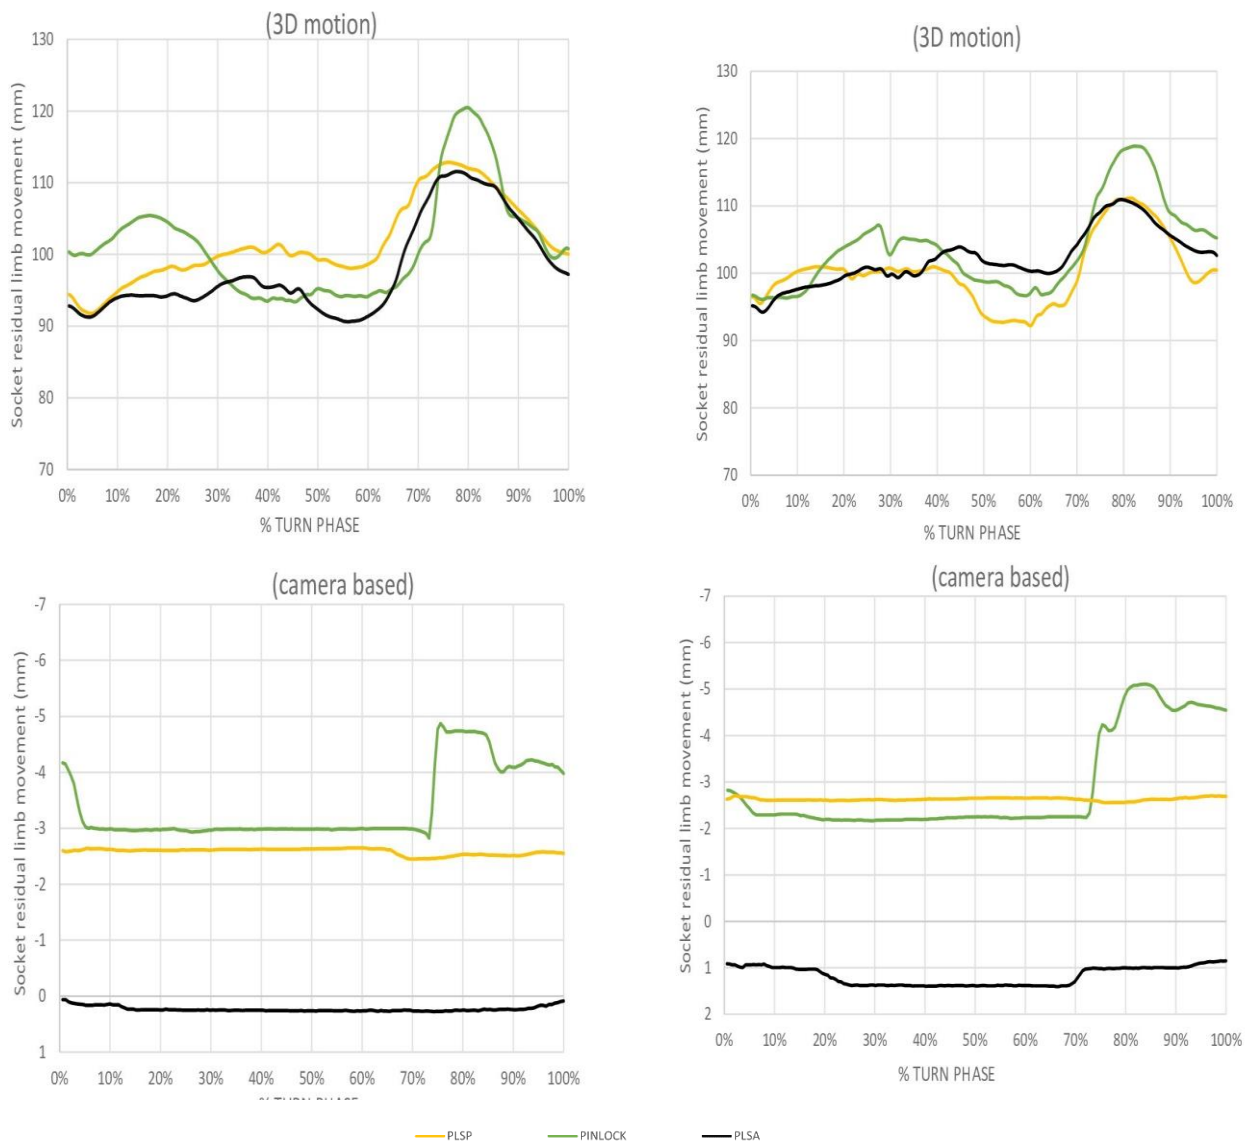 (3D motion)
Socket residual limb movement (mm)
130
120
110
100
90
80
70
0% 10% 20% 30% 40% 50% 60% 70% 80% 90% 100%
% TURN PHASE
(3D motion)
Socket residual limb movement (mm)
130
120
110
100
90
80
70
0% 10% 20% 30% 40% 50% 60% 70% 80% 90% 100%
% TURN PHASE
(camera based)
Socket residual limb movement (mm)
-7
-6
-5
-4
-3
-2
-1
0
1
0% 10% 20% 30% 40% 50% 60% 70% 80% 90% 100%
% TURN PHASE
(camera based)
Socket residual limb movement (mm)
-7
-6
-5
-4
-3
-2
-1
0
1
2
0% 10% 20% 30% 40% 50% 60% 70% 80% 90% 100%
% TURN PHASE
PLSP PINLOCK PLSA